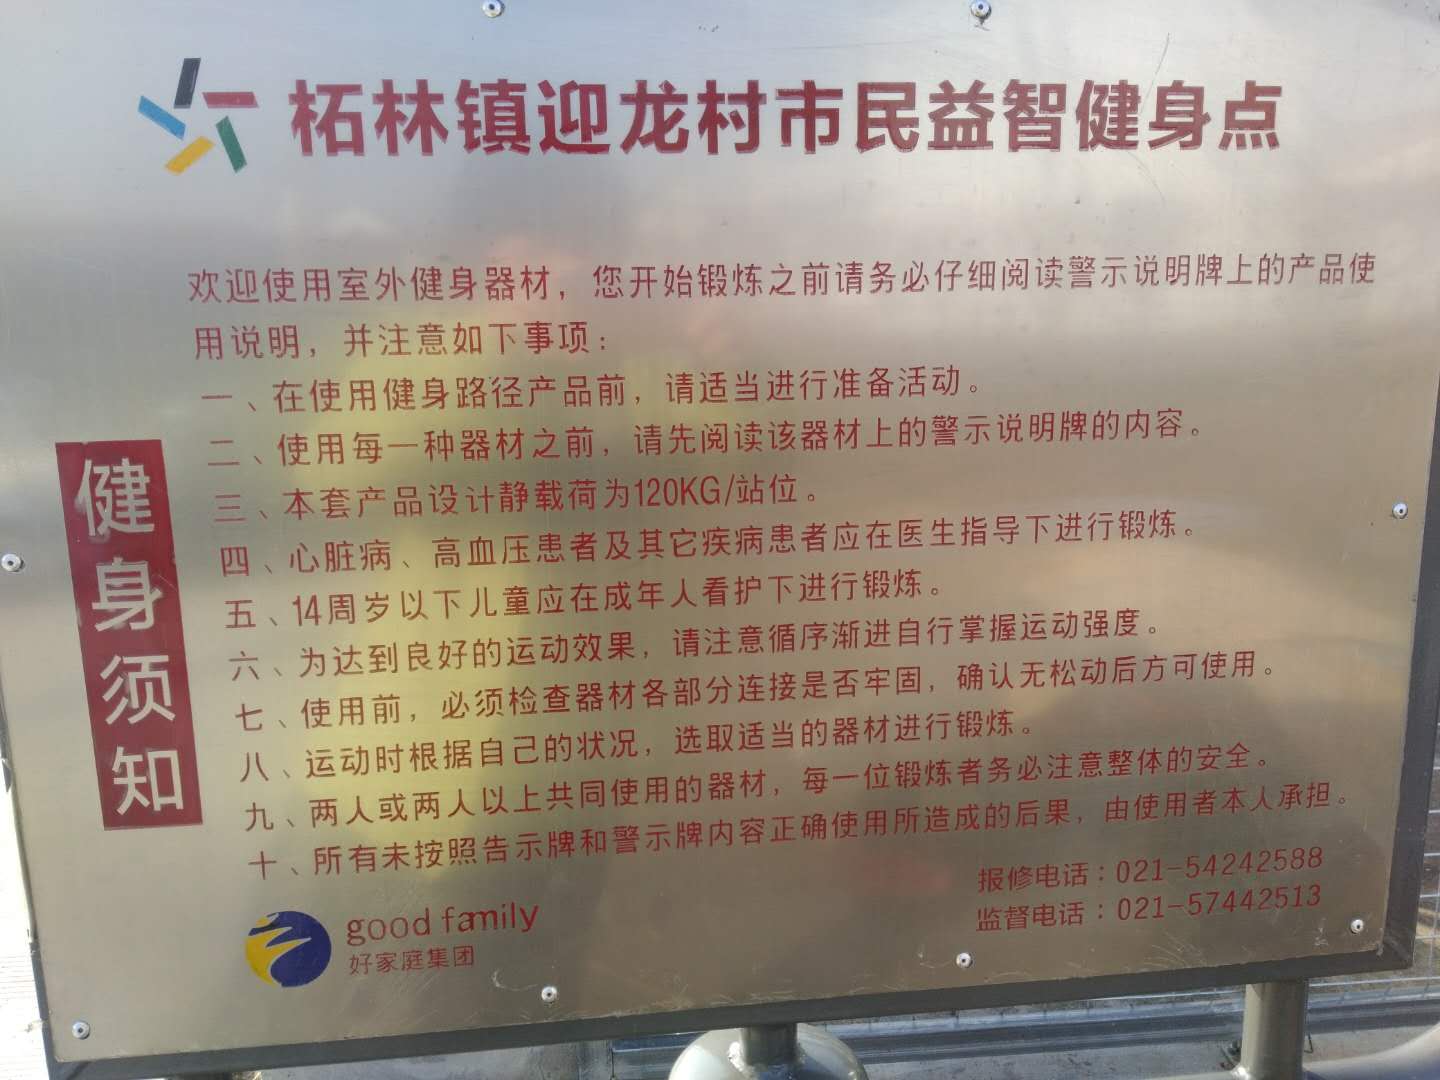 柘林镇迎龙村市民益智健身点
欢迎使用室外健身器材，您开始锻炼之前请务必仔细阅读警示说明牌上的产品使
用说明，并注意如下事项：
一、在使用健身路径产品前，请适当进行准备活动。
二、使用每一种器材之前，请先阅读该器材上的警示说明牌的内容。
三、本套产品设计静载荷为120KG/站位。
四、心脏病、高血压患者及其它疾病患者应在医生指导下进行锻炼。
五、14周岁以下儿童应在成年人看护下进行锻炼。
六、为达到良好的运动效果，请注意循序渐进自行掌握运动强度。
七、使用前，必须检查器材各部分连接是否牢固，确认无松动后方可使用。
八、运动时根据自己的状况，选取适当的器材进行锻炼。
九、两人或两人以上共同使用的器材，每一位锻炼者务必注意整体的安全。
十、所有未按照告示牌和警示牌内容正确使用所造成的后果，由使用者本人承担。
健身须知
报修电话：021-54242588
监督电话：021-57442513
good family
好家庭集团